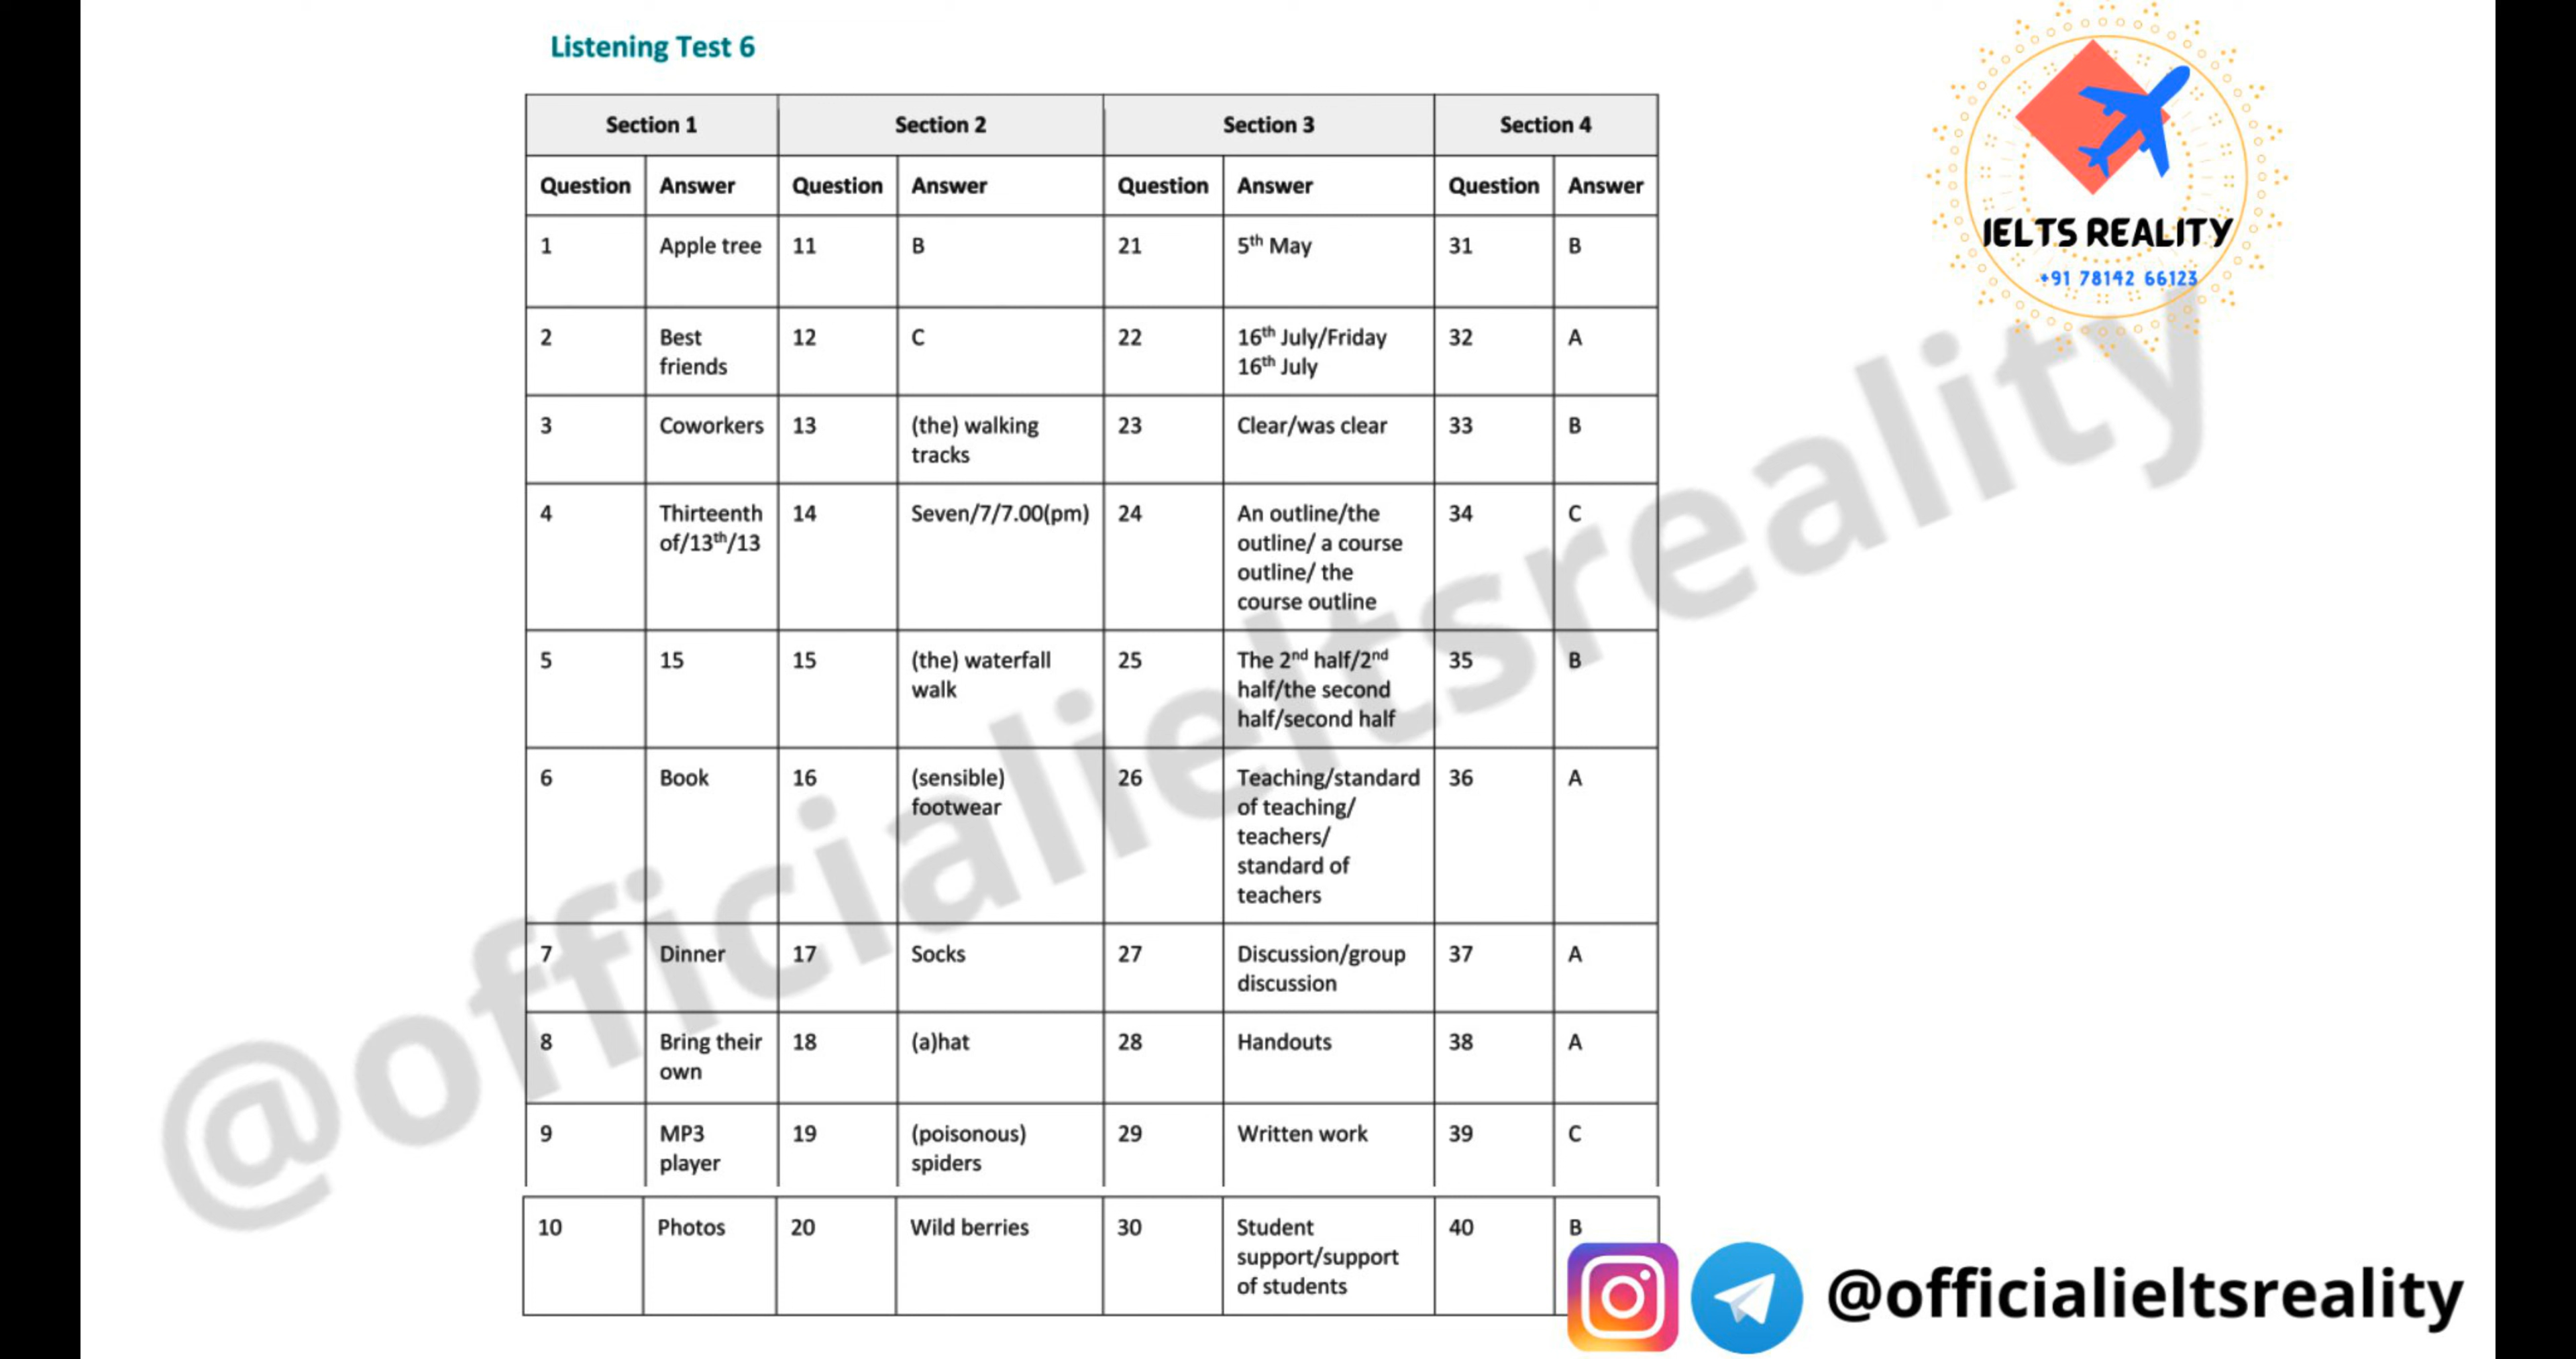 Listening Test 6
Section 1 Section 2 Section 3 Section 4
Question Answer Question Answer Question Answer Question Answer
1 Apple tree 11 B 21 5th May 31 B
2 Best friends 12 C 22 16th July/Friday 16th July 32 A
3 Coworkers 13 (the) walking tracks 23 Clear/was clear 33 B
4 Thirteenth of/13th/13 14 Seven/7/7.00(pm) 24 An outline/the outline/ a course outline/ the course outline 34 C
5 15 15 (the) waterfall walk 25 The 2nd half/2nd half/the second half/second half 35 B
6 Book 16 (sensible) footwear 26 Teaching/standard of teaching/ teachers/ standard of teachers 36 A
7 Dinner 17 Socks 27 Discussion/group discussion 37 A
8 Bring their own 18 (a)hat 28 Handouts 38 A
9 MP3 player 19 (poisonous) spiders 29 Written work 39 C
10 Photos 20 Wild berries 30 Student support/support of students 40 B
IELTS REALITY
+91 78142 66123
@officialieltsreality
@officialieltsreality